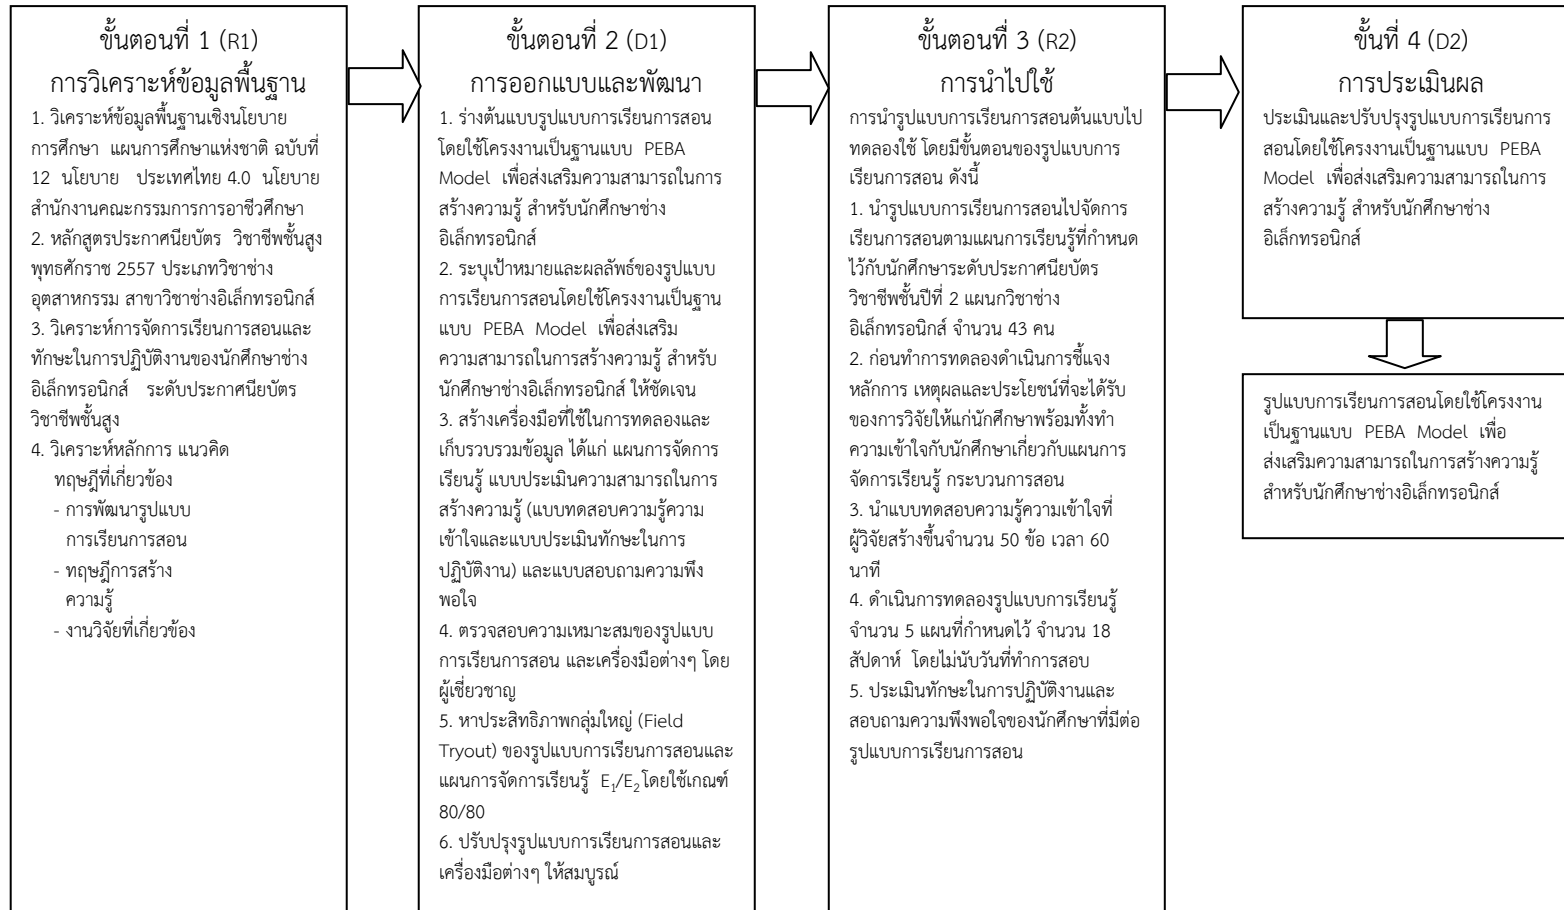 ขั้นตอนที่ 1 (R1)
การวิเคราะห์ข้อมูลพื้นฐาน
1. วิเคราะห์ข้อมูลพื้นฐานเชิงนโยบาย
การศึกษา แผนการศึกษาแห่งชาติ ฉบับที่
12 นโยบาย ประเทศไทย 4.0 นโยบาย
สำนักงานคณะกรรมการการอาชีวศึกษา
2. หลักสูตรประกาศนียบัตร วิชาชีพชั้นสูง
พุทธศักราช 2557 ประเภทวิชาช่าง
อุตสาหกรรม สาขาวิชาช่างอิเล็กทรอนิกส์
3. วิเคราะห์การจัดการเรียนการสอนและ
ทักษะในการปฏิบัติงานของนักศึกษาช่าง
อิเล็กทรอนิกส์ ระดับประกาศนียบัตร
วิชาชีพชั้นสูง
4. วิเคราะห์หลักการ แนวคิด
ทฤษฎีที่เกี่ยวข้อง
- การพัฒนารูปแบบ
การเรียนการสอน
- ทฤษฎีการสร้าง
ความรู้
- งานวิจัยที่เกี่ยวข้อง
ขั้นตอนที่ 2 (D1)
การออกแบบและพัฒนา
1. ร่างต้นแบบรูปแบบการเรียนการสอน
โดยใช้โครงงานเป็นฐานแบบ PEBA
Model เพื่อส่งเสริมความสามารถในการ
สร้างความรู้ สำหรับนักศึกษาช่าง
อิเล็กทรอนิกส์
2. ระบุเป้าหมายและผลลัพธ์ของรูปแบบ
การเรียนการสอนโดยใช้โครงงานเป็นฐาน
แบบ PEBA Model เพื่อส่งเสริม
ความสามารถในการสร้างความรู้ สำหรับ
นักศึกษาช่างอิเล็กทรอนิกส์ ให้ชัดเจน
3. สร้างเครื่องมือที่ใช้ในการทดลองและ
เก็บรวบรวมข้อมูล ได้แก่ แผนการจัดการ
เรียนรู้ แบบประเมินความสามารถในการ
สร้างความรู้ (แบบทดสอบความรู้ความ
เข้าใจและแบบประเมินทักษะในการ
ปฏิบัติงาน) และแบบสอบถามความพึง
พอใจ
4. ตรวจสอบความเหมาะสมของรูปแบบ
การเรียนการสอน และเครื่องมือต่างๆ โดย
ผู้เชี่ยวชาญ
5. หาประสิทธิภาพกลุ่มใหญ่ (Field
Tryout) ของรูปแบบการเรียนการสอนและ
แผนการจัดการเรียนรู้ E₁/E₂ โดยใช้เกณฑ์
80/80
6. ปรับปรุงรูปแบบการเรียนการสอนและ
เครื่องมือต่างๆ ให้สมบูรณ์
ขั้นตอนที่ 3 (R2)
การนำไปใช้
การนำรูปแบบการเรียนการสอนต้นแบบไป
ทดลองใช้ โดยมีขั้นตอนของรูปแบบการ
เรียนการสอน ดังนี้
1. นำรูปแบบการเรียนการสอนไปจัดการ
เรียนการสอนตามแผนการเรียนรู้ที่กำหนด
ไว้กับนักศึกษาระดับประกาศนียบัตร
วิชาชีพชั้นปีที่ 2 แผนกวิชาช่าง
อิเล็กทรอนิกส์ จำนวน 43 คน
2. ก่อนทำการทดลองดำเนินการชี้แจง
หลักการ เหตุผลและประโยชน์ที่จะได้รับ
ของการวิจัยให้แก่นักศึกษาพร้อมทั้งทำ
ความเข้าใจกับนักศึกษาเกี่ยวกับแผนการ
จัดการเรียนรู้ กระบวนการสอน
3. นำแบบทดสอบความรู้ความเข้าใจที่
ผู้วิจัยสร้างขึ้นจำนวน 50 ข้อ เวลา 60
นาที
4. ดำเนินการทดลองรูปแบบการเรียนรู้
จำนวน 5 แผนที่กำหนดไว้ จำนวน 18
สัปดาห์ โดยไม่นับวันที่ทำการสอบ
5. ประเมินทักษะในการปฏิบัติงานและ
สอบถามความพึงพอใจของนักศึกษาที่มีต่อ
รูปแบบการเรียนการสอน
ขั้นที่ 4 (D2)
การประเมินผล
ประเมินและปรับปรุงรูปแบบการเรียนการ
สอนโดยใช้โครงงานเป็นฐานแบบ PEBA
Model เพื่อส่งเสริมความสามารถในการ
สร้างความรู้ สำหรับนักศึกษาช่าง
อิเล็กทรอนิกส์
รูปแบบการเรียนการสอนโดยใช้โครงงาน
เป็นฐานแบบ PEBA Model เพื่อ
ส่งเสริมความสามารถในการสร้างความรู้
สำหรับนักศึกษาช่างอิเล็กทรอนิกส์